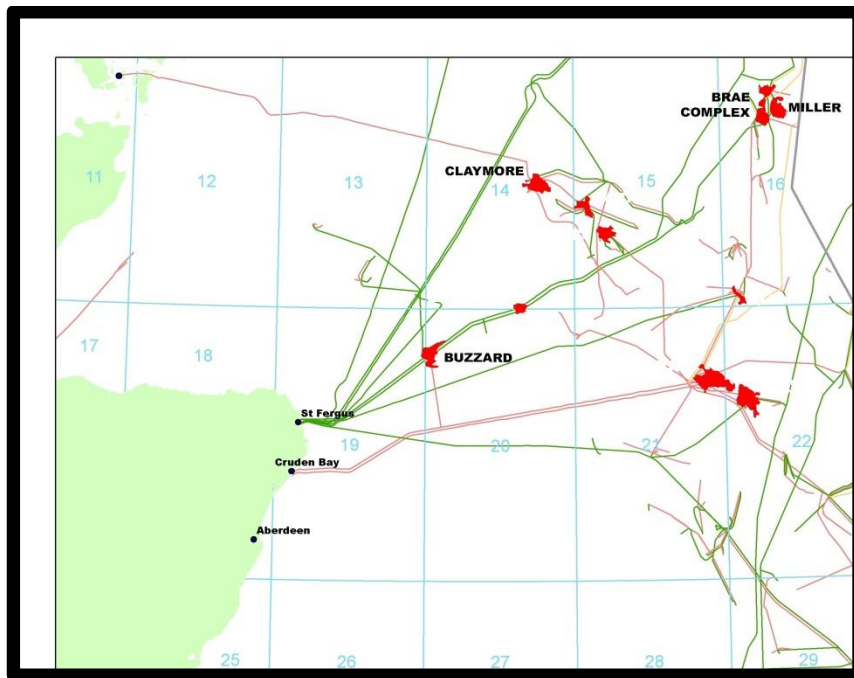 BRAE
COMPLEX
MILLER
CLAYMORE
11
12
13
14
15
16
BUZZARD
17
18
St Fergus
19
20
21
22
Cruden Bay
Aberdeen
25
26
27
28
29